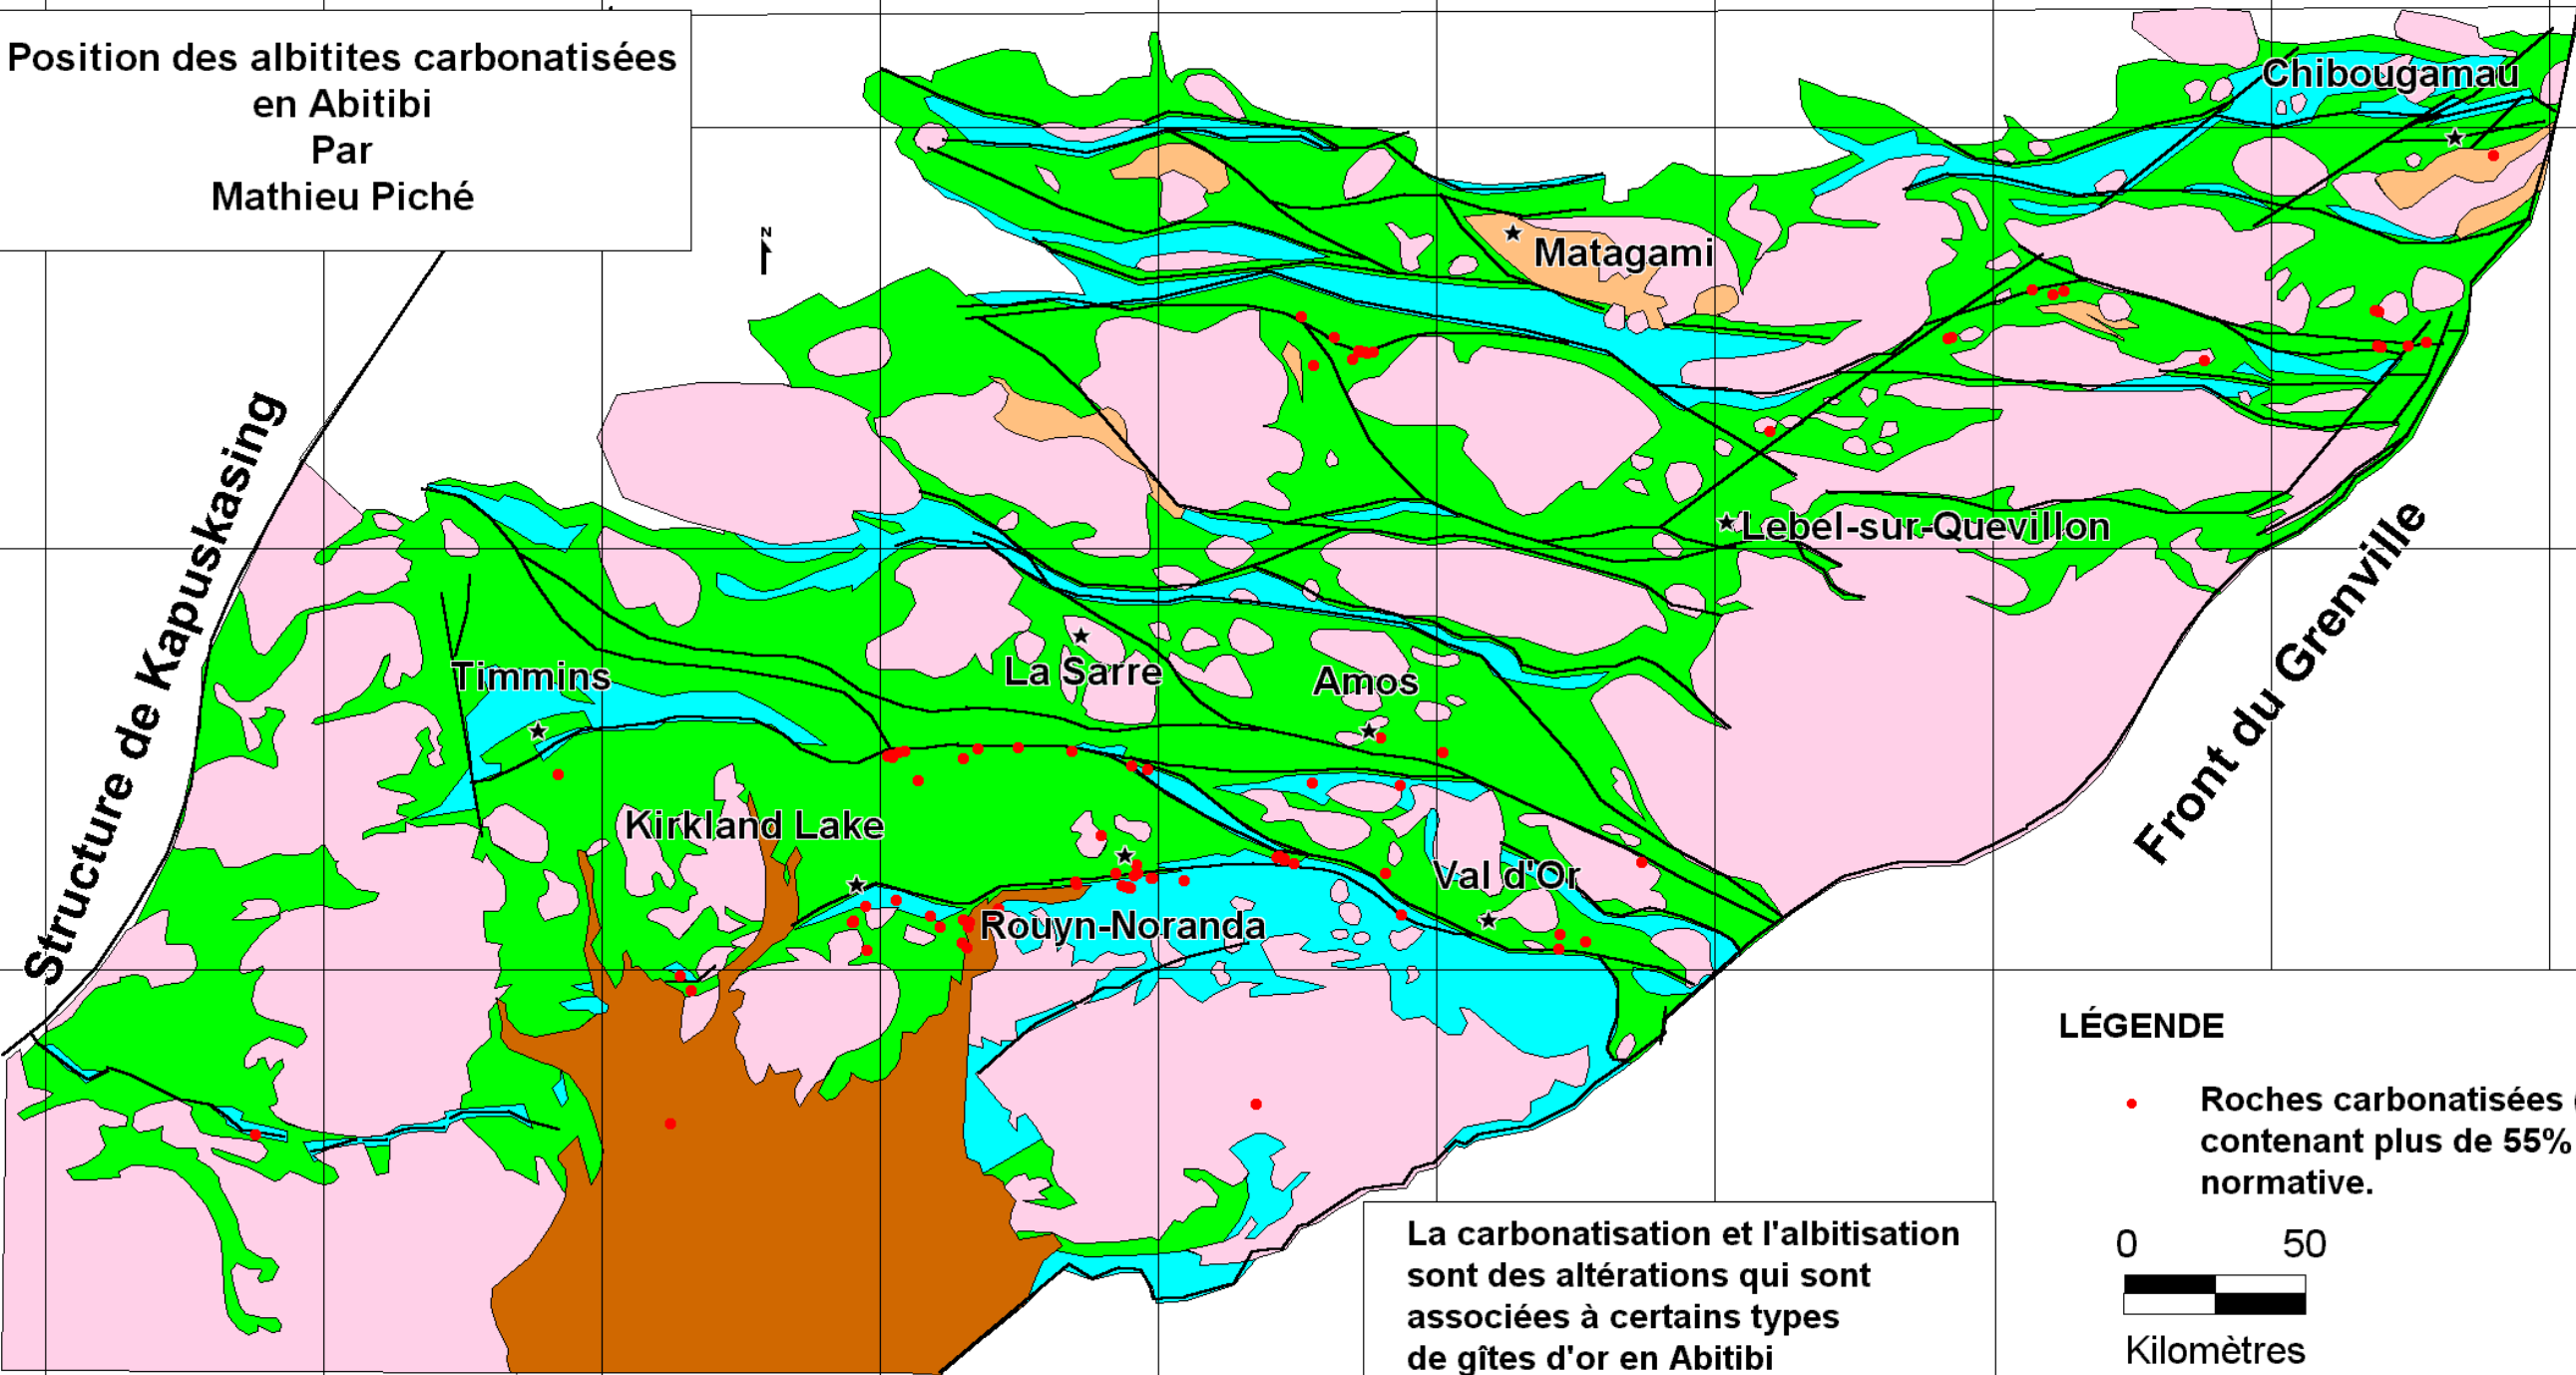 Position des albitites carbonatisées
en Abitibi
Par
Mathieu Piché
N
Chibougamau
Matagami
Structure de Kapuskasing
Lebel-sur-Quevillon
Front du Grenville
Timmins
La Sarre
Amos
Kirkland Lake
Val d'Or
Rouyn-Noranda
LÉGENDE
Roches carbonatisées (
contenant plus de 55%
normative.
0 50
Kilomètres
La carbonatisation et l'albitisation
sont des altérations qui sont
associées à certains types
de gîtes d'or en Abitibi